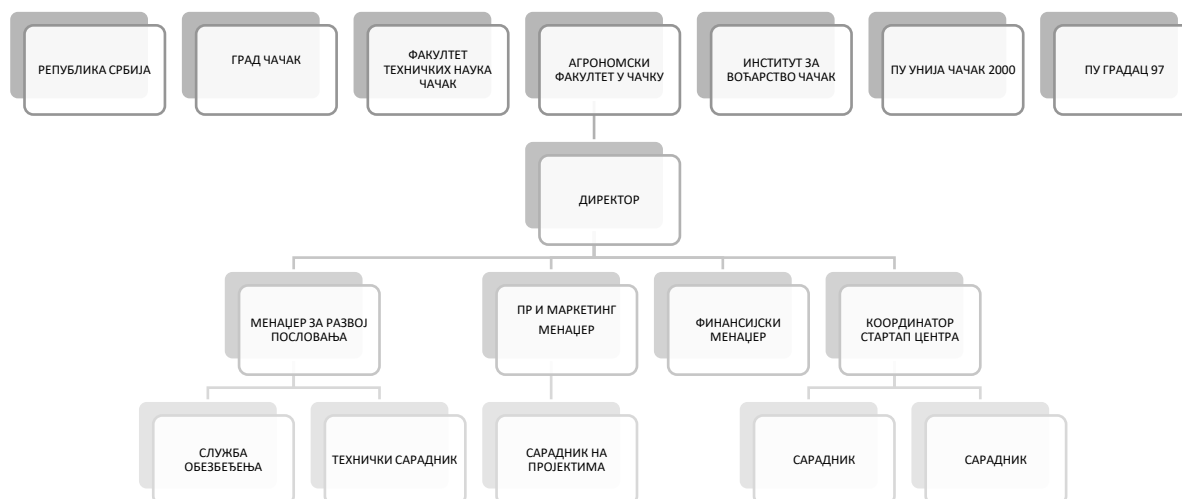 РЕПУБЛИКА СРБИЈА
ГРАД ЧАЧАК
ФАКУЛТЕТ
ТЕХНИЧКИХ НАУКА
ЧАЧАК
АГРОНОМСКИ
ФАКУЛТЕТ У ЧАЧКУ
ИНСТИТУТ ЗА
ВОЋАРСТВО ЧАЧАК
ПУ УНИЈА ЧАЧАК 2000
ПУ ГРАДАЦ 97
ДИРЕКТОР
МЕНАЏЕР ЗА РАЗВОЈ
ПОСЛОВАЊА
ПР И МАРКЕТИНГ
МЕНАЏЕР
ФИНАНСИЈСКИ
МЕНАЏЕР
КООРДИНАТОР
СТАРТАП ЦЕНТРА
СЛУЖБА
ОБЕЗБЕЂЕЊА
ТЕХНИЧКИ САРАДНИК
САРАДНИК НА
ПРОЈЕКТИМА
САРАДНИК
САРАДНИК